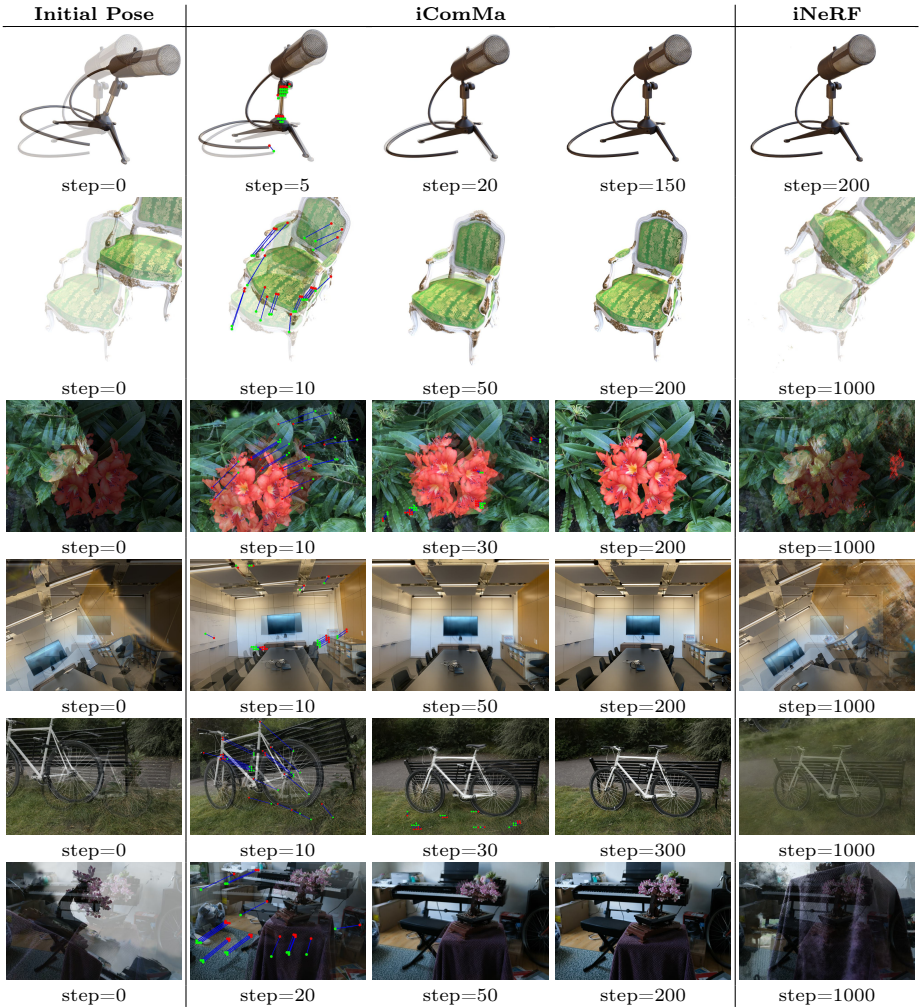 Initial Pose iComMa iNeRF
step=0 step=5 step=20 step=150 step=200
step=0 step=10 step=50 step=200 step=1000
step=0 step=10 step=30 step=200 step=1000
step=0 step=10 step=50 step=200 step=1000
step=0 step=10 step=30 step=300 step=1000
step=0 step=20 step=50 step=200 step=1000